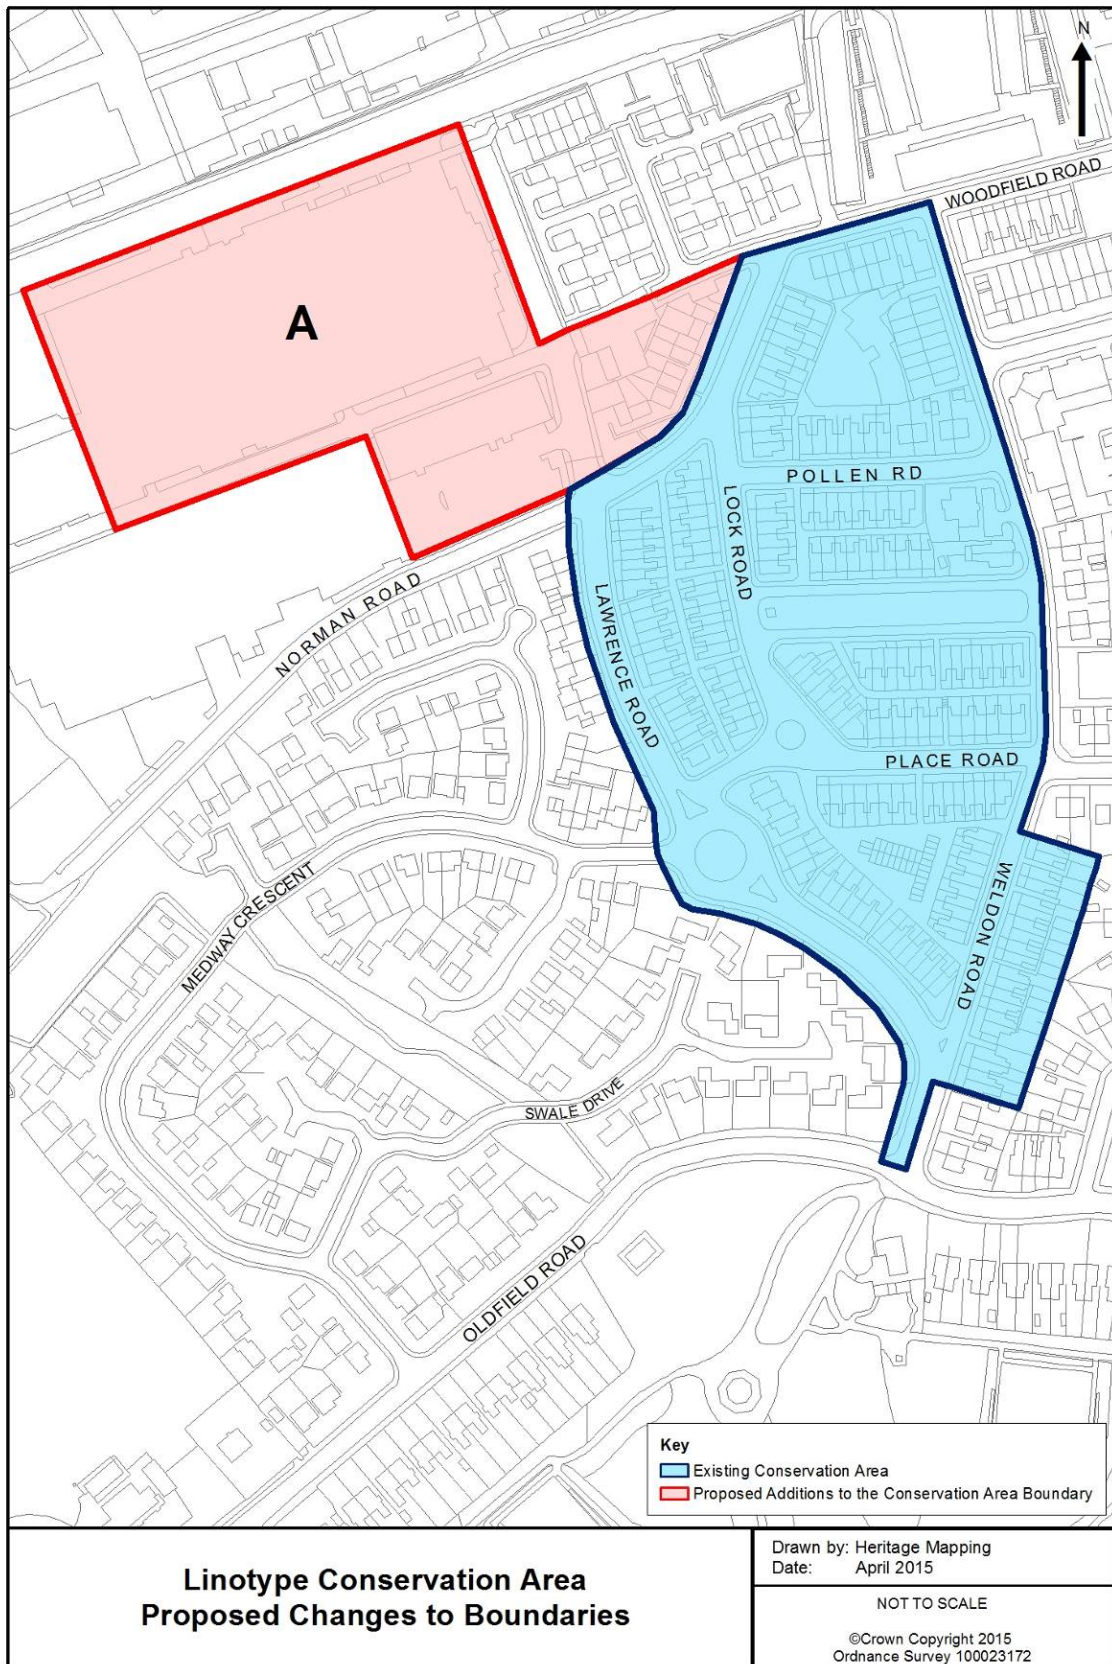 N
WOODFIELD ROAD
A
POLLEN RD
LOCK ROAD
NORMAN ROAD
LAWRENCE ROAD
PLACE ROAD
MEDWAY CRESCENT
WELDON ROAD
SWALE DRIVE
OLDFIELD ROAD
Key
Existing Conservation Area
Proposed Additions to the Conservation Area Boundary
Linotype Conservation Area
Proposed Changes to Boundaries
Drawn by: Heritage Mapping
Date: April 2015
NOT TO SCALE
©Crown Copyright 2015
Ordnance Survey 100023172